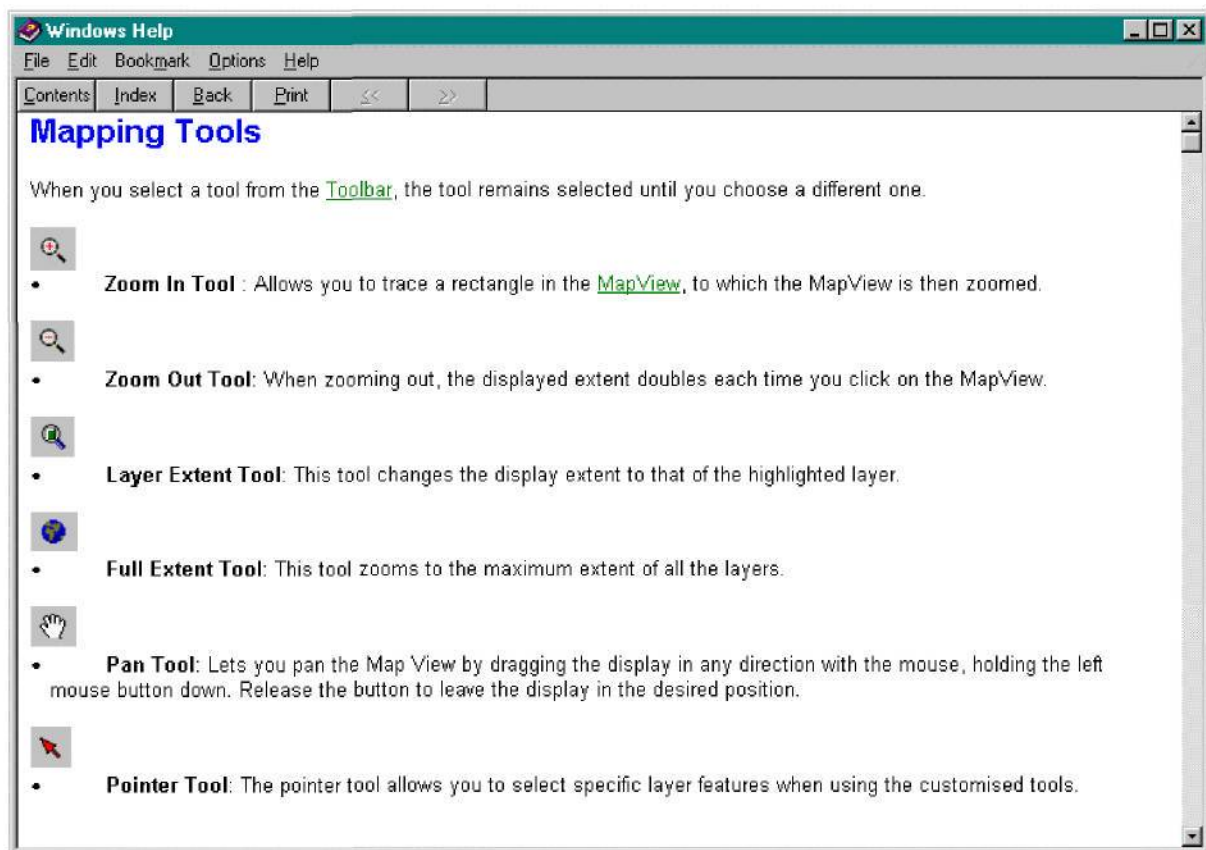 Windows Help
File Edit Bookmark Options Help
Contents Index Back Print << >>
Mapping Tools
When you select a tool from the Toolbar, the tool remains selected until you choose a different one.
• Zoom In Tool : Allows you to trace a rectangle in the MapView, to which the MapView is then zoomed.
• Zoom Out Tool: When zooming out, the displayed extent doubles each time you click on the MapView.
• Layer Extent Tool: This tool changes the display extent to that of the highlighted layer.
• Full Extent Tool: This tool zooms to the maximum extent of all the layers.
• Pan Tool: Lets you pan the Map View by dragging the display in any direction with the mouse, holding the left
mouse button down. Release the button to leave the display in the desired position.
• Pointer Tool: The pointer tool allows you to select specific layer features when using the customised tools.